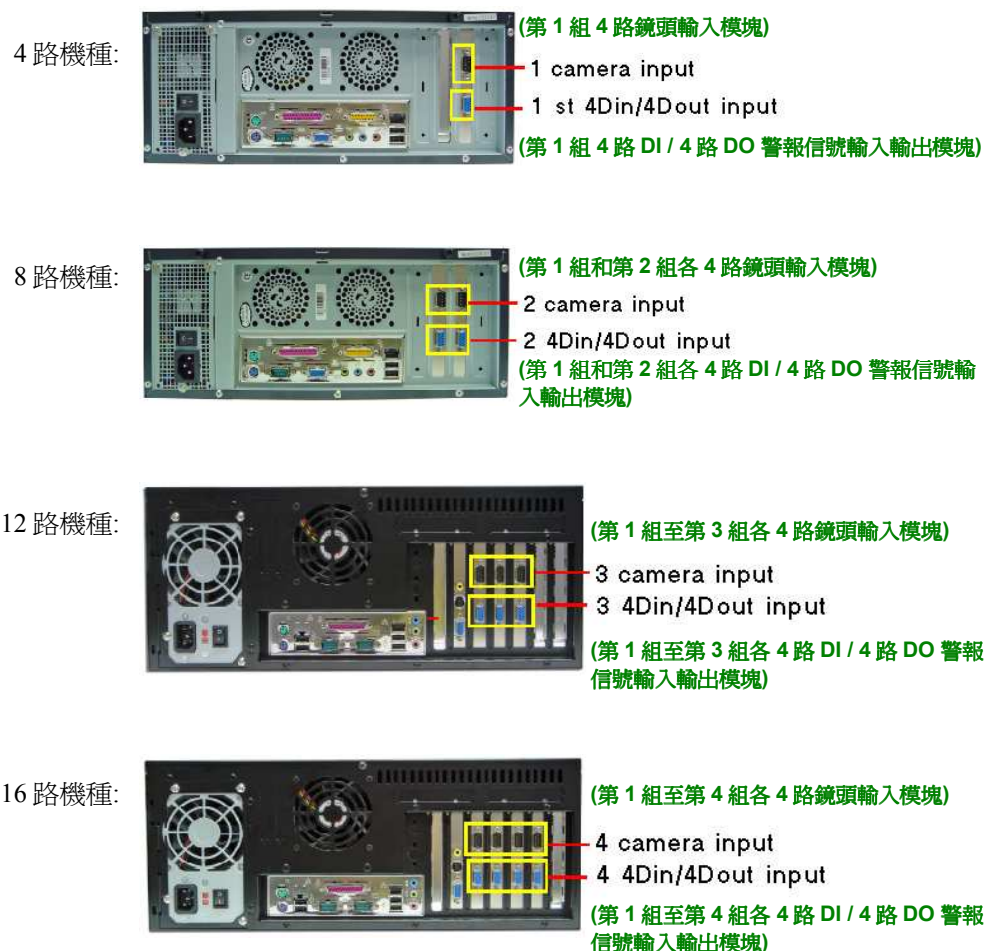 (第 1 組 4 路鏡頭輸入模塊)
4 路機種:
1 camera input
1 st 4Din/4Dout input
(第 1 組 4 路 DI / 4 路 DO 警報信號輸入輸出模塊)
(第 1 組和第 2 組各 4 路鏡頭輸入模塊)
8 路機種:
2 camera input
2 4Din/4Dout input
(第 1 組和第 2 組各 4 路 DI / 4 路 DO 警報信號輸
入輸出模塊)
12 路機種:
(第 1 組至第 3 組各 4 路鏡頭輸入模塊)
3 camera input
3 4Din/4Dout input
(第 1 組至第 3 組各 4 路 DI / 4 路 DO 警報
信號輸入輸出模塊)
16 路機種:
(第 1 組至第 4 組各 4 路鏡頭輸入模塊)
4 camera input
4 4Din/4Dout input
(第 1 組至第 4 組各 4 路 DI / 4 路 DO 警報
信號輸入輸出模塊)